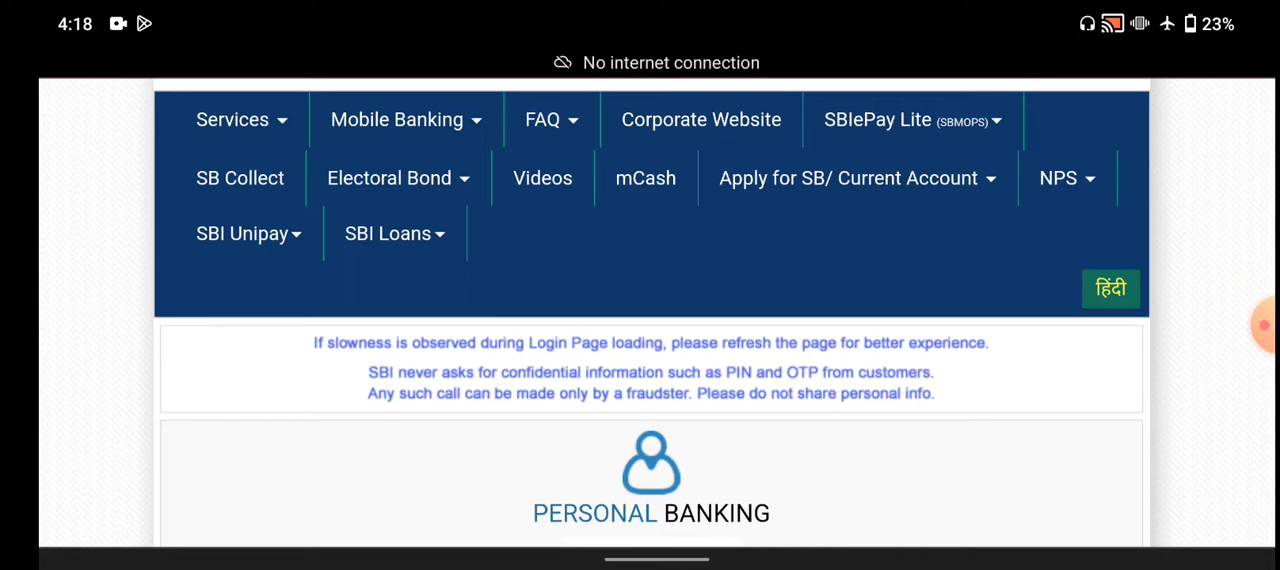 4:18
23%
No internet connection
Services Mobile Banking FAQ Corporate Website SBIePay Lite (SBMOPS)
SB Collect Electoral Bond Videos mCash Apply for SB/ Current Account NPS
SBI Unipay SBI Loans
हिंदी
If slowness is observed during Login Page loading, please refresh the page for better experience.
SBI never asks for confidential information such as PIN and OTP from customers.
Any such call can be made only by a fraudster. Please do not share personal info.
PERSONAL BANKING